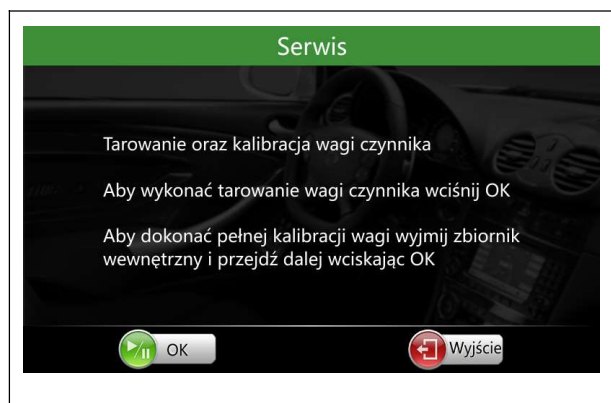 Serwis
Tarowanie oraz kalibracja wagi czynnika
Aby wykonać tarowanie wagi czynnika wciśnij OK
Aby dokonać pełnej kalibracji wagi wyjmij zbiornik
wewnętrzny i przejdź dalej wciskając OK
OK
Wyjście